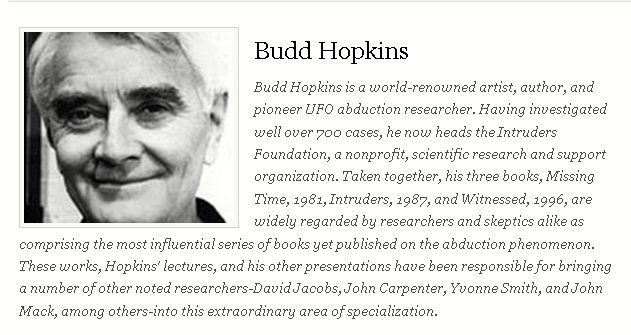 Budd Hopkins
Budd Hopkins is a world-renowned artist, author, and
pioneer UFO abduction researcher. Having investigated
well over 700 cases, he now heads the Intruders
Foundation, a nonprofit, scientific research and support
organization. Taken together, his three books, Missing
Time, 1981, Intruders, 1987, and Witnessed, 1996, are
widely regarded by researchers and skeptics alike as
comprising the most influential series of books yet published on the abduction phenomenon.
These works, Hopkins' lectures, and his other presentations have been responsible for bringing
a number of other noted researchers-David Jacobs, John Carpenter, Yvonne Smith, and John
Mack, among others-into this extraordinary area of specialization.